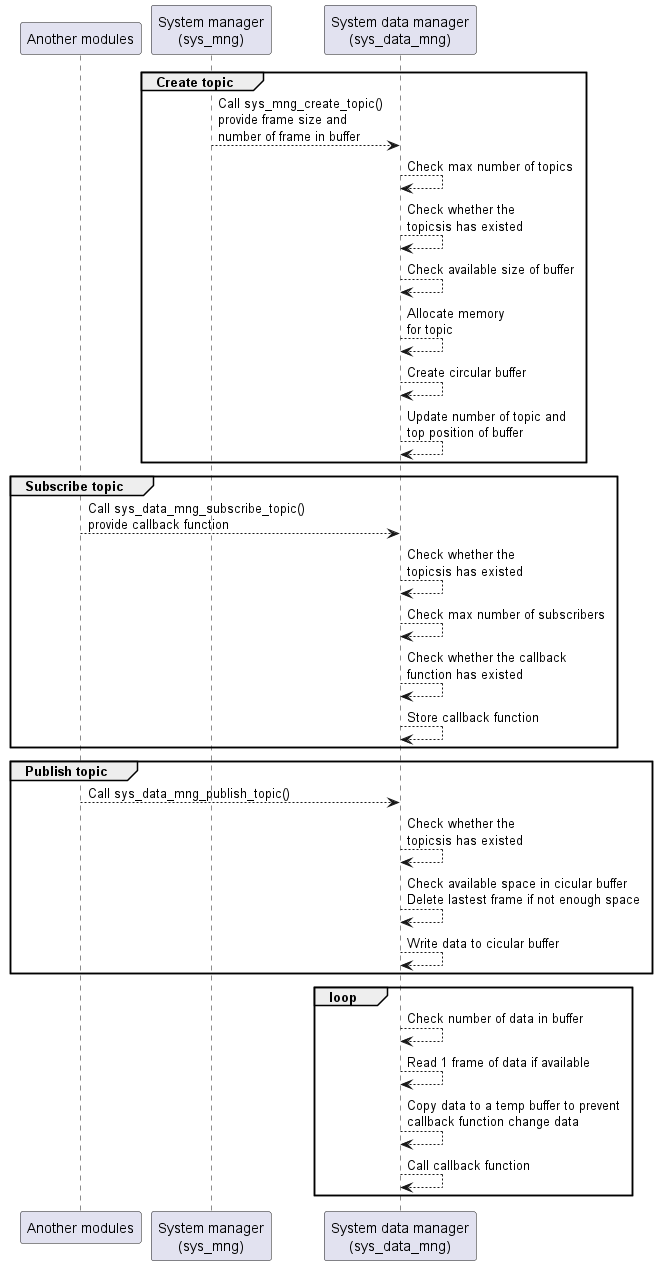 Another modules
System manager
(sys_mng)
System data manager
(sys_data_mng)
Create topic
Call sys_mng_create_topic()
provide frame size and
number of frame in buffer
Check max number of topics
Check whether the
topicsis has existed
Check available size of buffer
Allocate memory
for topic
Create circular buffer
Update number of topic and
top position of buffer
Subscribe topic
Call sys_data_mng_subscribe_topic()
provide callback function
Check whether the
topicsis has existed
Check max number of subscribers
Check whether the callback
function has existed
Store callback function
Publish topic
Call sys_data_mng_publish_topic()
Check whether the
topicsis has existed
Check available space in cicular buffer
Delete lastest frame if not enough space
Write data to cicular buffer
loop
Check number of data in buffer
Read 1 frame of data if available
Copy data to a temp buffer to prevent
callback function change data
Call callback function
Another modules
System manager
(sys_mng)
System data manager
(sys_data_mng)